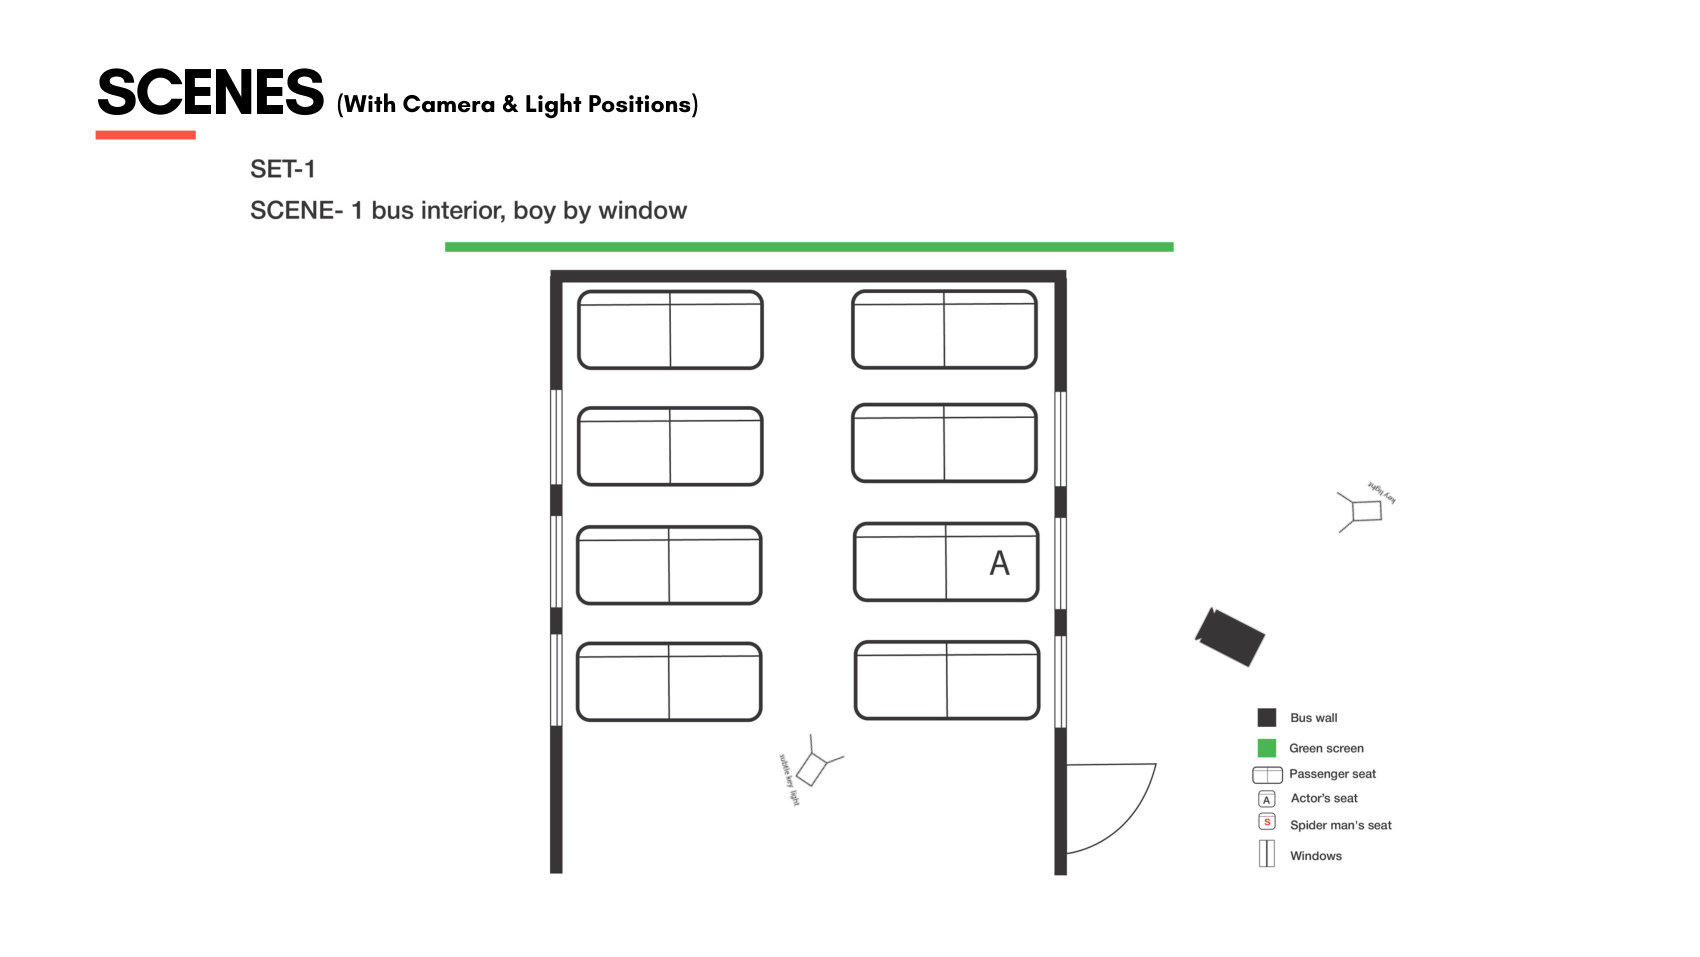 SCENES (With Camera & Light Positions)
SET-1
SCENE- 1 bus interior, boy by window
key light
A
subtle key light
Bus wall
Green screen
Passenger seat
A Actor's seat
S Spider man's seat
Windows